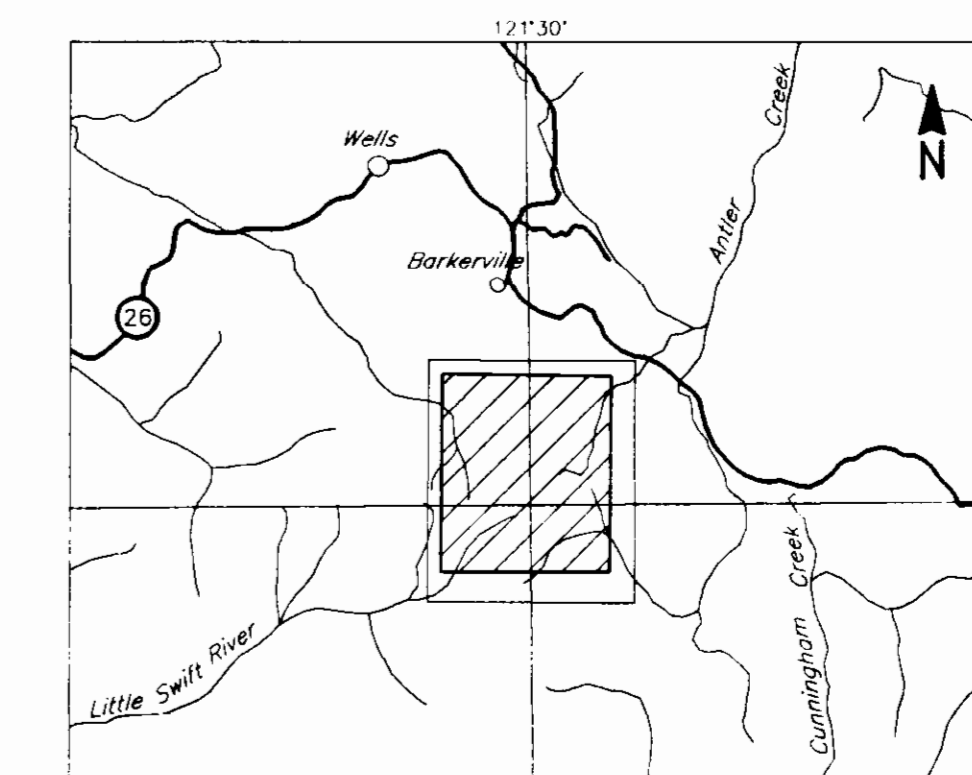 121°30'
Wells
Antler Creek
N
Barkerville
26
Little Swift River
Cunningham Creek